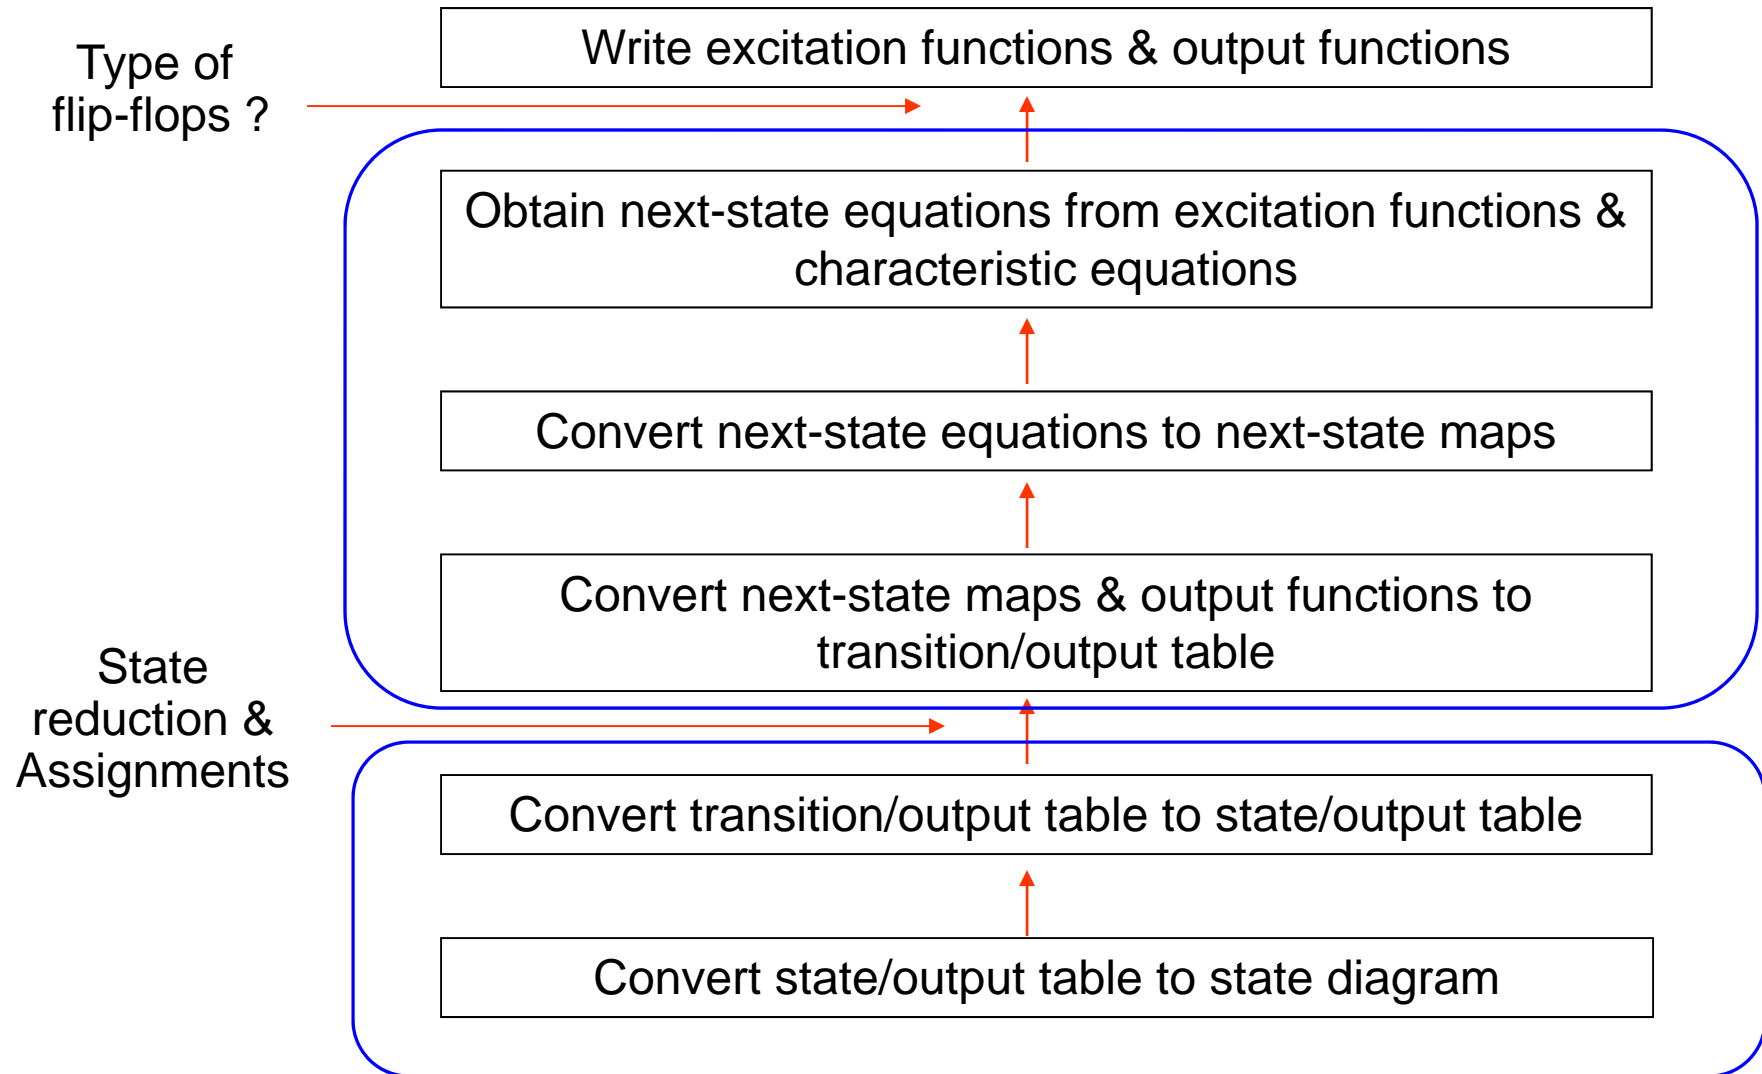 Write excitation functions & output functions
Type of
flip-flops ?
Obtain next-state equations from excitation functions &
characteristic equations
Convert next-state equations to next-state maps
Convert next-state maps & output functions to
transition/output table
State
reduction &
Assignments
Convert transition/output table to state/output table
Convert state/output table to state diagram